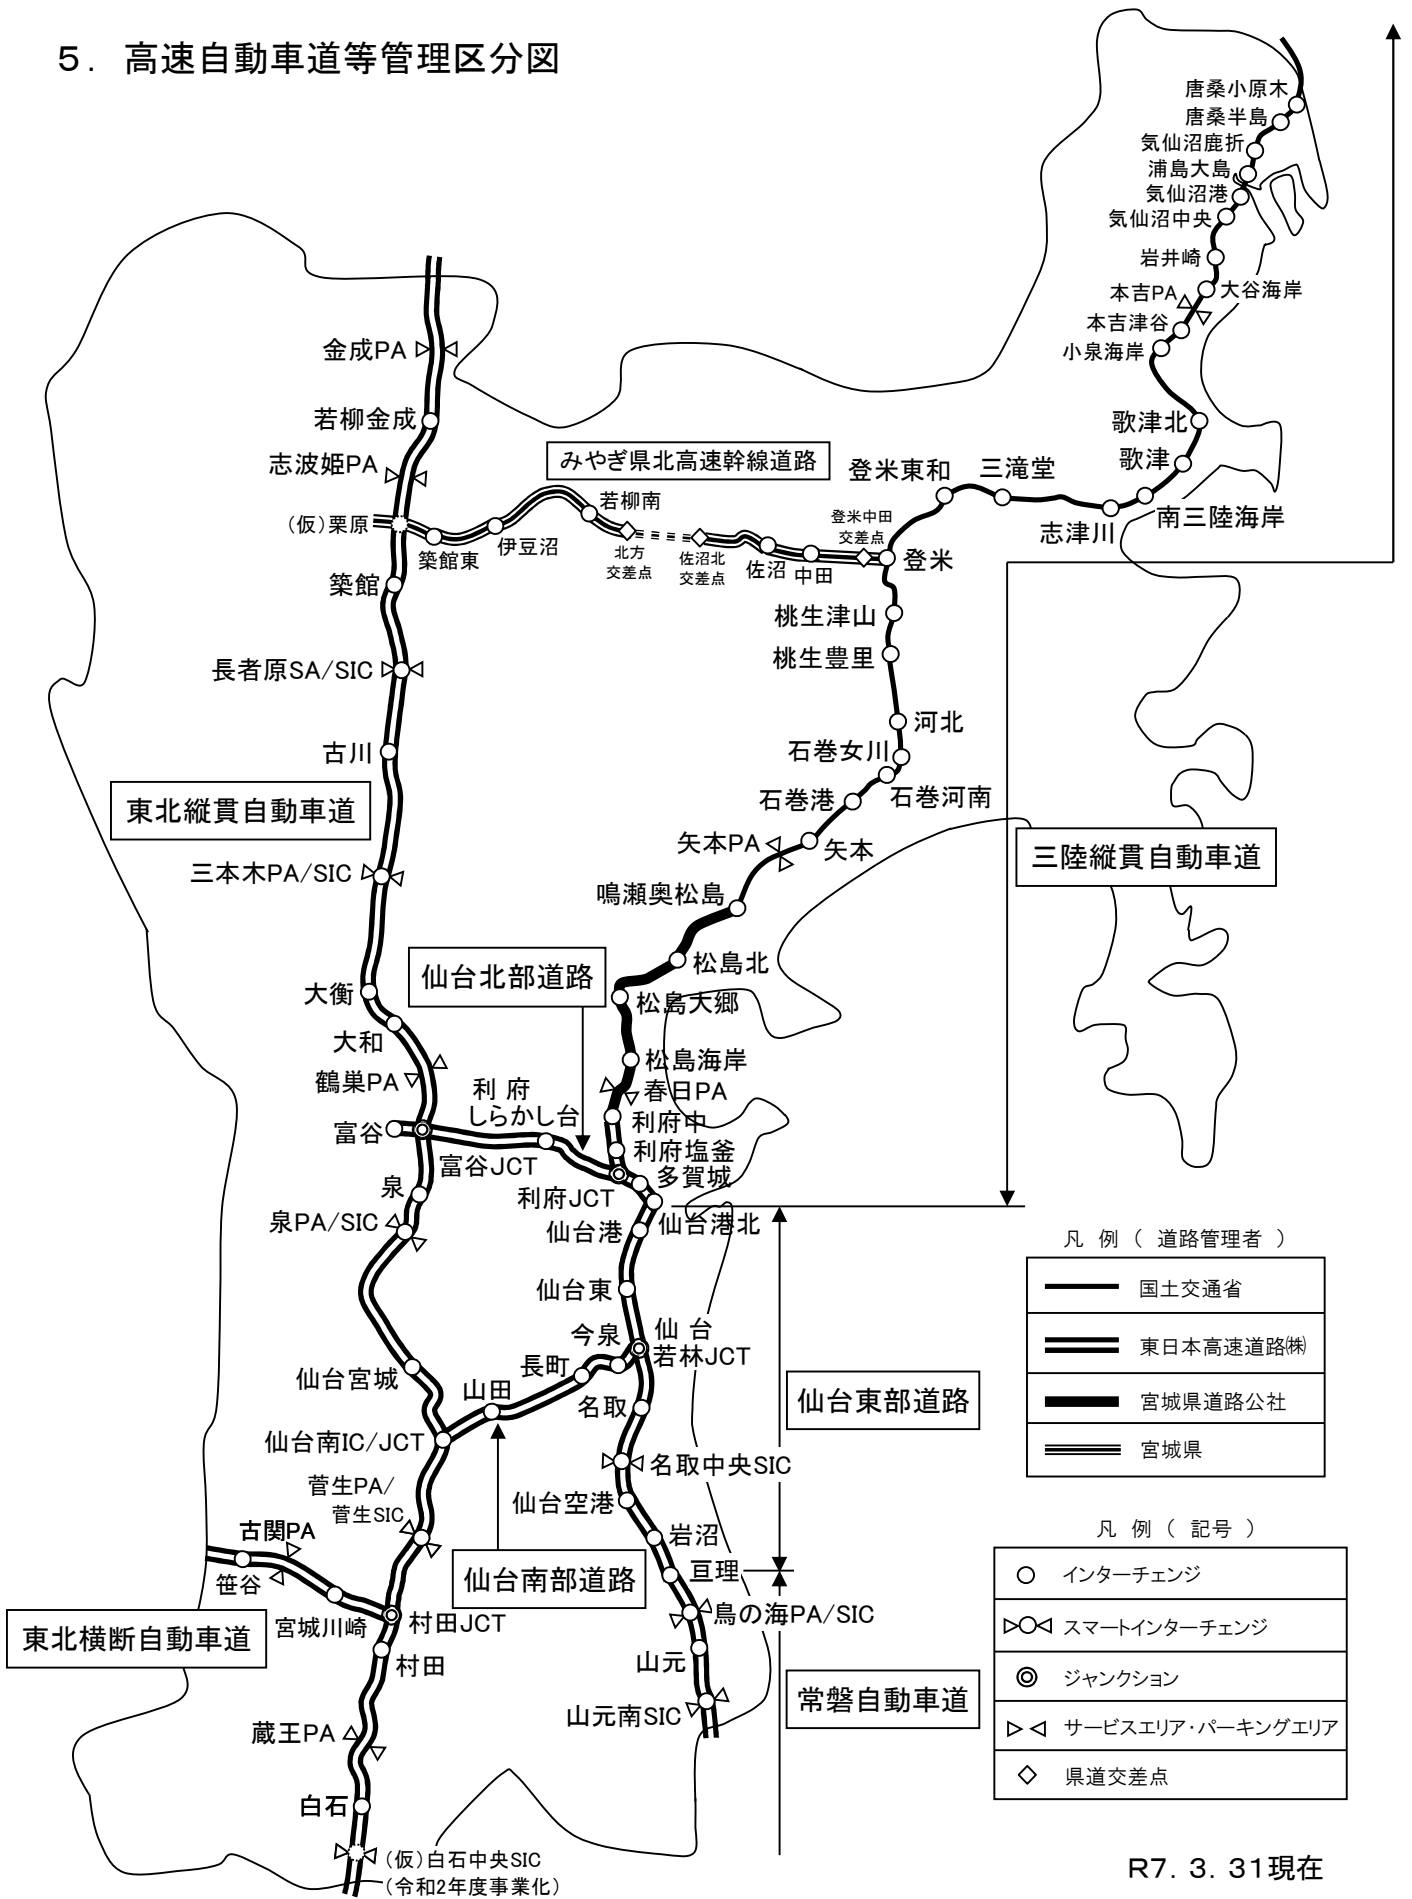 ５．高速自動車道等管理区分図
唐桑小原木
唐桑半島
気仙沼鹿折
浦島大島
気仙沼港
気仙沼中央
岩井崎
本吉PA
大谷海岸
本吉津谷
小泉海岸
歌津北
歌津
南三陸海岸
志津川
三滝堂
登米東和
登米
登米中田
交差点
中田
佐沼
佐沼北
交差点
北方
交差点
若柳南
伊豆沼
築館東
みやぎ県北高速幹線道路
金成PA
若柳金成
志波姫PA
（仮）栗原
築館
長者原SA/SIC
古川
東北縦貫自動車道
三本木PA/SIC
大衡
大和
鶴巣PA
富谷
富谷JCT
利 府
しらかし台
仙台北部道路
泉
泉PA/SIC
仙台宮城
仙台南IC/JCT
菅生PA/
菅生SIC
古関PA
笹谷
宮城川崎
東北横断自動車道
村田JCT
村田
蔵王PA
白石
（仮）白石中央SIC
（令和2年度事業化）
桃生津山
桃生豊里
河北
石巻女川
石巻河南
石巻港
矢本PA
矢本
鳴瀬奥松島
松島北
松島大郷
松島海岸
春日PA
利府中
利府塩釜
利府JCT
多賀城
仙台港北
仙台港
仙台東
今泉
仙 台
若林JCT
長町
山田
仙台南部道路
名取
名取中央SIC
仙台空港
岩沼
亘理
鳥の海PA/SIC
山元
山元南SIC
三陸縦貫自動車道
仙台東部道路
常磐自動車道
凡 例（ 道路管理者 ）
国土交通省
東日本高速道路㈱
宮城県道路公社
宮城県
凡 例（ 記号 ）
インターチェンジ
スマートインターチェンジ
ジャンクション
サービスエリア・パーキングエリア
県道交差点
R7. 3. 31現在